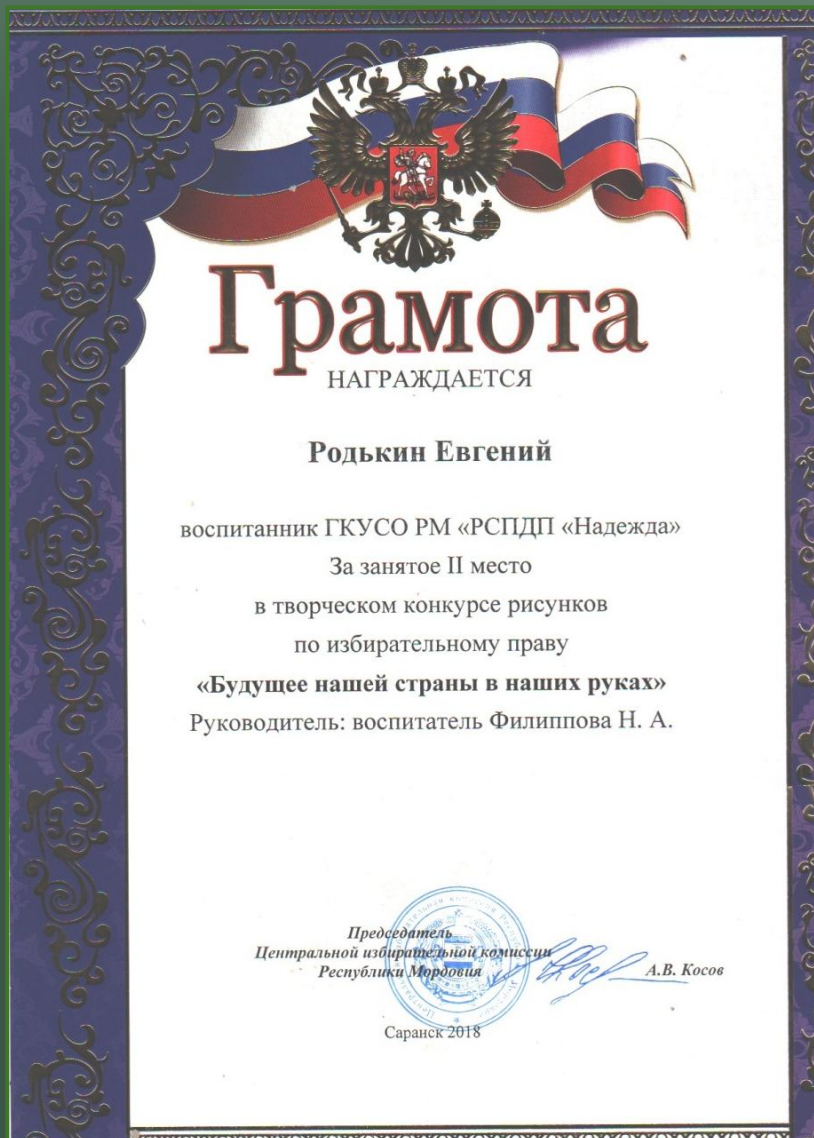 Грамота
НАГРАЖДАЕТСЯ
Родькин Евгений
воспитанник ГКУСО РМ «РСПДП «Надежда»
За занятое II место
в творческом конкурсе рисунков
по избирательному праву
«Будущее нашей страны в наших руках»
Руководитель: воспитатель Филиппова Н. А.
Председатель
Центральной избирательной комиссии
Республики Мордовия
А.В. Косов
Саранск 2018